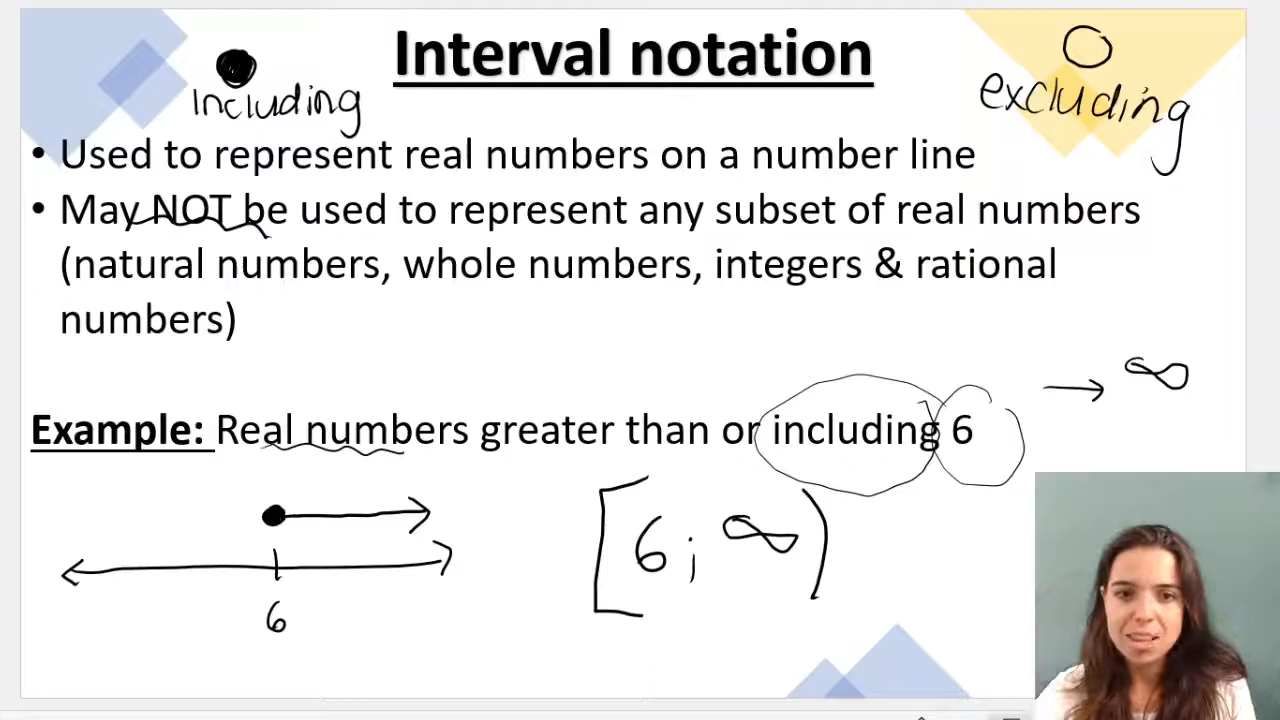 Interval notation
including
excluding
• Used to represent real numbers on a number line
• May NOT be used to represent any subset of real numbers
(natural numbers, whole numbers, integers & rational
numbers)
→ ∞
Example: Real numbers greater than or including 6
[6; ∞)
6